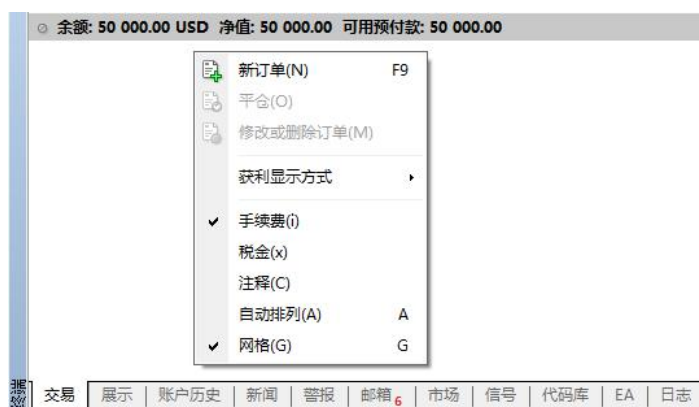 余额: 50 000.00 USD 净值: 50 000.00 可用预付款: 50 000.00
新订单(N) F9
平仓(O)
修改或删除订单(M)
获利显示方式
手续费(i)
税金(x)
注释(C)
自动排列(A) A
网格(G) G
交易 展示 账户历史 新闻 警报 邮箱6 市场 信号 代码库 EA 日志